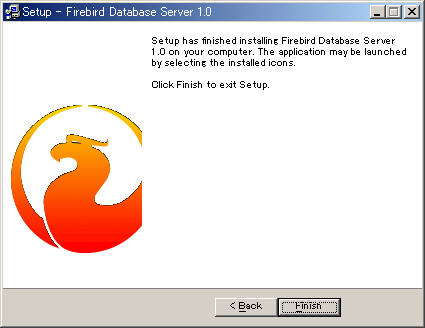 Setup - Firebird Database Server 1.0
Setup has finished installing Firebird Database Server
1.0 on your computer. The application may be launched
by selecting the installed icons.
Click Finish to exit Setup.
< Back
Finish